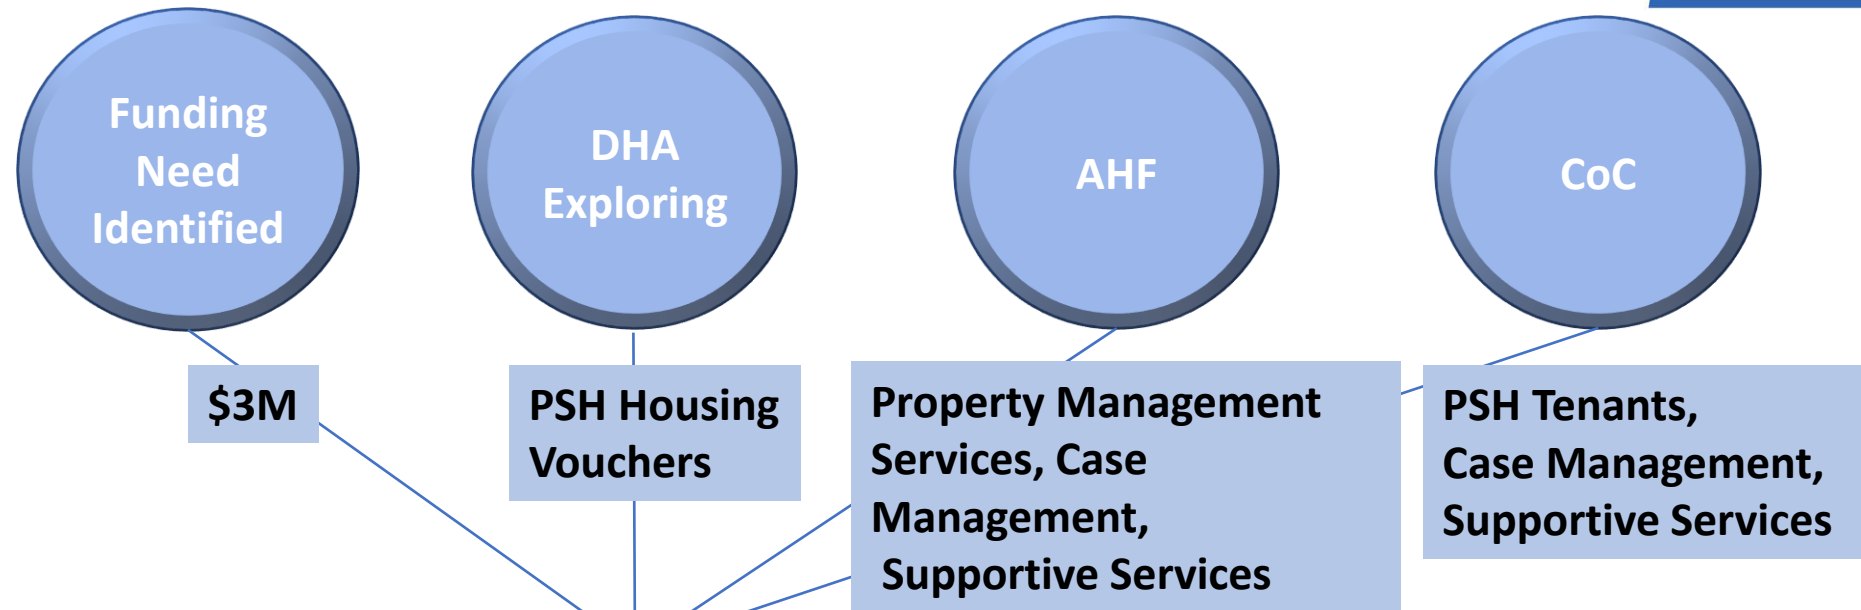 Funding
Need
Identified
DHA
Exploring
AHF
CoC
$3M
PSH Housing
Vouchers
Property Management
Services, Case
Management,
Supportive Services
PSH Tenants,
Case Management,
Supportive Services